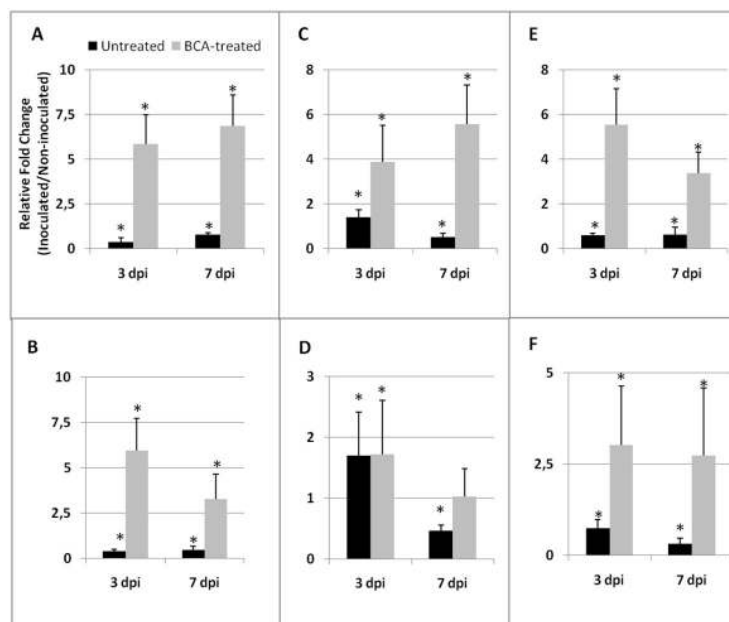 A
Untreated BCA-treated
Relative Fold Change
(Inoculated/Non-inoculated)
10
7,5
5
2,5
0
* * * *
3 dpi 7 dpi
C
8
6
4
2
0
* * * *
3 dpi 7 dpi
E
8
6
4
2
0
* * * *
3 dpi 7 dpi
B
10
7,5
5
2,5
0
* * * *
3 dpi 7 dpi
D
3
2
1
0
* * *
3 dpi 7 dpi
F
5
2,5
0
* * * *
3 dpi 7 dpi